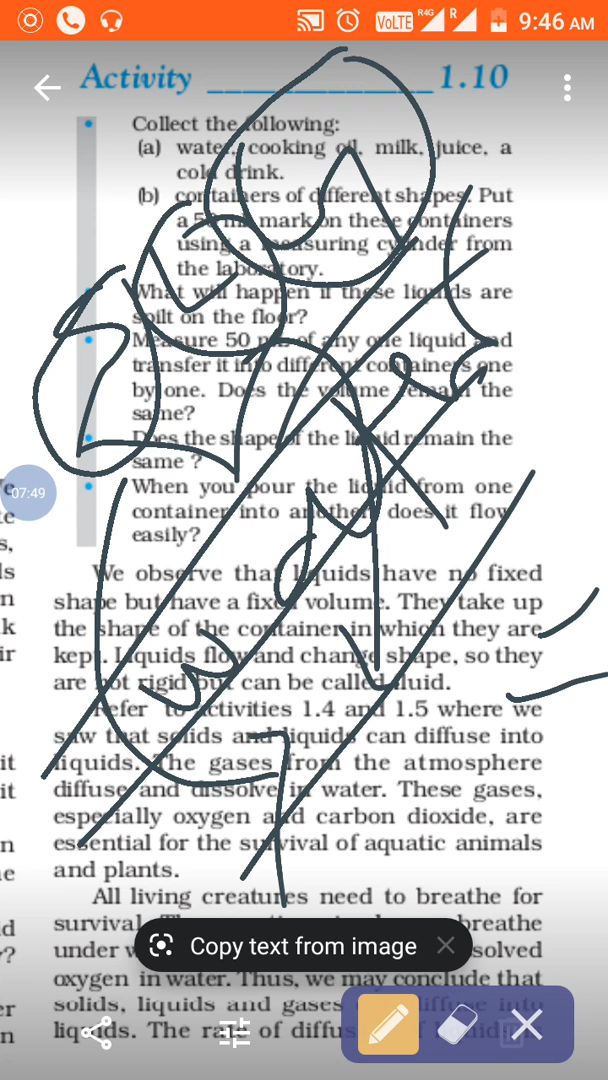 VoLTE R4G R 9:46 AM
Activity 1.10
Collect the following:
(a) water, cooking oil, milk, juice, a
cold drink.
(b) containers of different shapes. Put
a 50 mL mark on these containers
using a measuring cylinder from
the laboratory.
What will happen if these liquids are
spilt on the floor?
Measure 50 mL of any one liquid and
transfer it into different containers one
by one. Does the volume remain the
same?
Does the shape of the liquid remain the
same ?
When you pour the liquid from one
container into another, does it flow
easily?
07:49
We observe that liquids have no fixed
shape but have a fixed volume. They take up
the shape of the container in which they are
kept. Liquids flow and change shape, so they
are not rigid but can be called fluid.
Refer to activities 1.4 and 1.5 where we
saw that solids and liquids can diffuse into
liquids. The gases from the atmosphere
diffuse and dissolve in water. These gases,
especially oxygen and carbon dioxide, are
essential for the survival of aquatic animals
and plants.
All living creatures need to breathe for
survival. breathe
under
oxygen in water. Thus, we may conclude that
solids, liquids and gases diffuse into
liquids. The rate of
Copy text from image
water